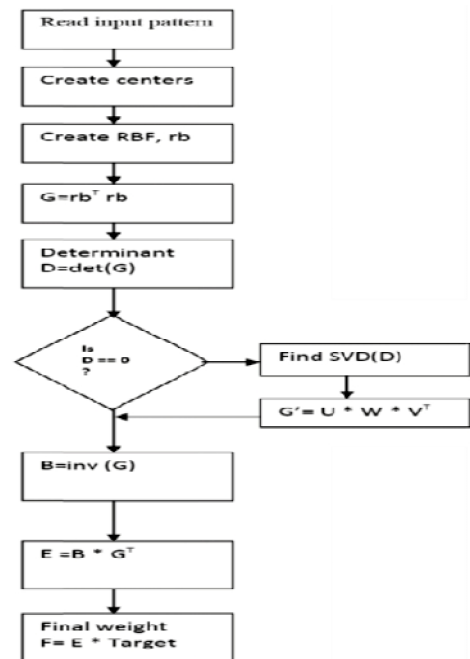 Read input pattern
Create centers
Create RBF, rb
G=rbᵀ rb
Determinant
D=det(G)
Is
D == 0
?
Find SVD(D)
G'= U * W * Vᵀ
B=inv (G)
E =B * Gᵀ
Final weight
F= E * Target